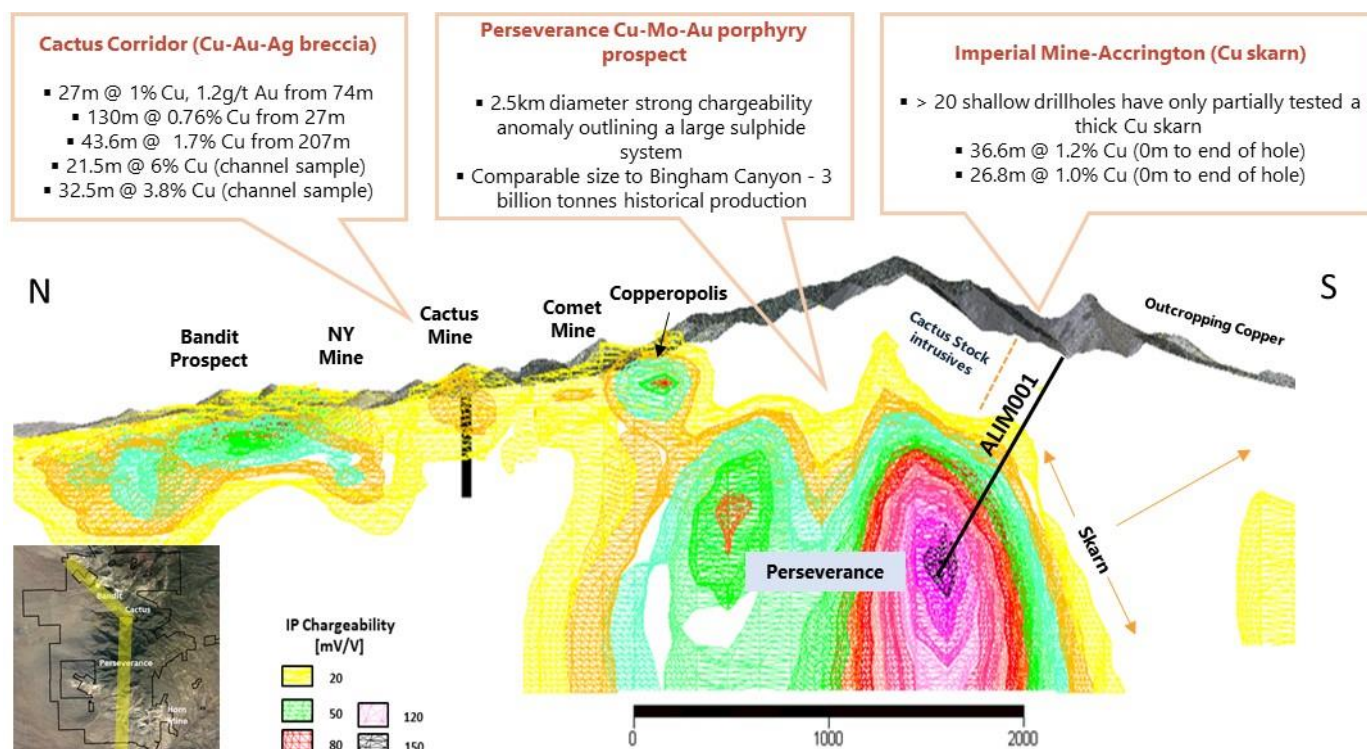 Cactus Corridor (Cu-Au-Ag breccia)
▪ 27m @ 1% Cu, 1.2g/t Au from 74m
▪ 130m @ 0.76% Cu from 27m
▪ 43.6m @ 1.7% Cu from 207m
▪ 21.5m @ 6% Cu (channel sample)
▪ 32.5m @ 3.8% Cu (channel sample)
Perseverance Cu-Mo-Au porphyry
prospect
▪ 2.5km diameter strong chargeability
anomaly outlining a large sulphide
system
▪ Comparable size to Bingham Canyon - 3
billion tonnes historical production
Imperial Mine-Accrington (Cu skarn)
▪ > 20 shallow drillholes have only partially tested a
thick Cu skarn
▪ 36.6m @ 1.2% Cu (0m to end of hole)
▪ 26.8m @ 1.0% Cu (0m to end of hole)
N
S
Bandit
Prospect
NY
Mine
Cactus
Mine
Comet
Mine
Copperopolis
Cactus Stock
intrusives
Outcropping Copper
ALIM001
Skarn
Perseverance
Bandit
Cactus
Perseverance
Horn
Mine
IP Chargeability
[mV/V]
20
50
120
80
150
0
1000
2000